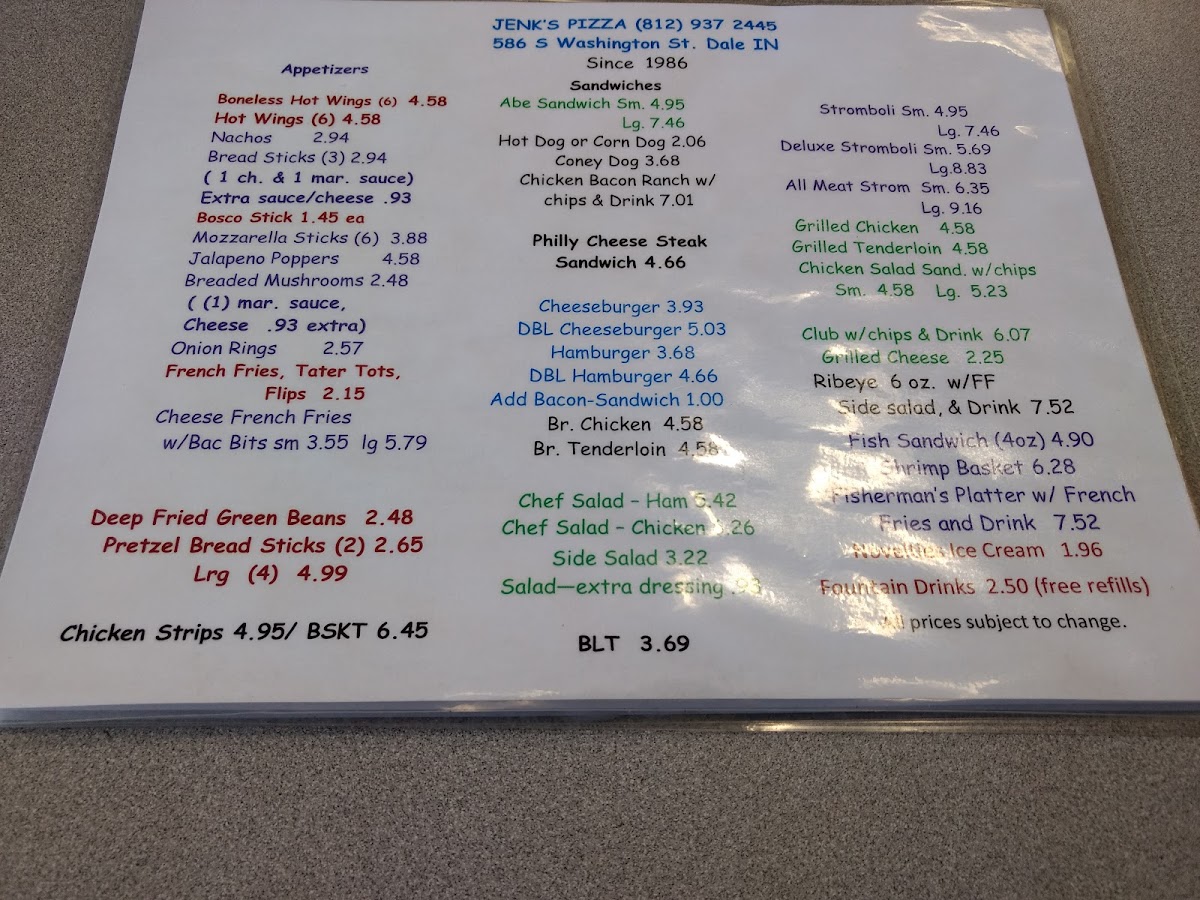 JENK'S PIZZA (812) 937 2445
586 S Washington St. Dale IN
Since 1986
Appetizers
Boneless Hot Wings (6) 4.58
Hot Wings (6) 4.58
Nachos 2.94
Bread Sticks (3) 2.94
( 1 ch. & 1 mar. sauce)
Extra sauce/cheese .93
Bosco Stick 1.45 ea
Mozzarella Sticks (6) 3.88
Jalapeno Poppers 4.58
Breaded Mushrooms 2.48
( (1) mar. sauce,
Cheese .93 extra)
Onion Rings 2.57
French Fries, Tater Tots,
Flips 2.15
Cheese French Fries
w/Bac Bits sm 3.55 lg 5.79
Deep Fried Green Beans 2.48
Pretzel Bread Sticks (2) 2.65
Lrg (4) 4.99
Chicken Strips 4.95/ BSKT 6.45
Sandwiches
Abe Sandwich Sm. 4.95
Lg. 7.46
Hot Dog or Corn Dog 2.06
Coney Dog 3.68
Chicken Bacon Ranch w/
chips & Drink 7.01
Philly Cheese Steak
Sandwich 4.66
Cheeseburger 3.93
DBL Cheeseburger 5.03
Hamburger 3.68
DBL Hamburger 4.66
Add Bacon-Sandwich 1.00
Br. Chicken 4.58
Br. Tenderloin 4.58
Chef Salad - Ham
Chef Salad - Chicken
Side Salad 3.22
Salad—extra dressing .93
BLT 3.69
Stromboli Sm. 4.95
Lg. 7.46
Deluxe Stromboli Sm. 5.69
Lg.8.83
All Meat Strom Sm. 6.35
Lg. 9.16
Grilled Chicken 4.58
Grilled Tenderloin 4.58
Chicken Salad Sand. w/chips
Sm. 4.58 Lg. 5.23
Club w/chips & Drink 6.07
Grilled Cheese 2.25
Ribeye 6 oz. w/FF
Side salad, & Drink 7.52
Fish Sandwich (4oz) 4.90
Shrimp Basket 6.28
Fisherman's Platter w/ French
Fries and Drink 7.52
Novelties Ice Cream 1.96
Fountain Drinks 2.50 (free refills)
All prices subject to change.